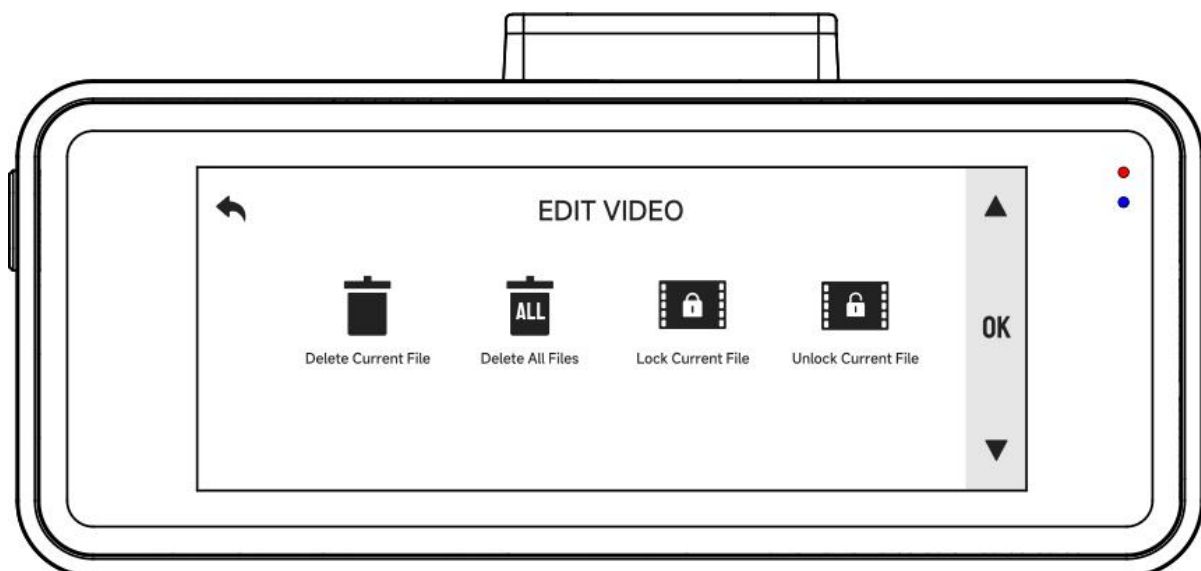 EDIT VIDEO
ALL
Delete Current File
Delete All Files
Lock Current File
Unlock Current File
OK